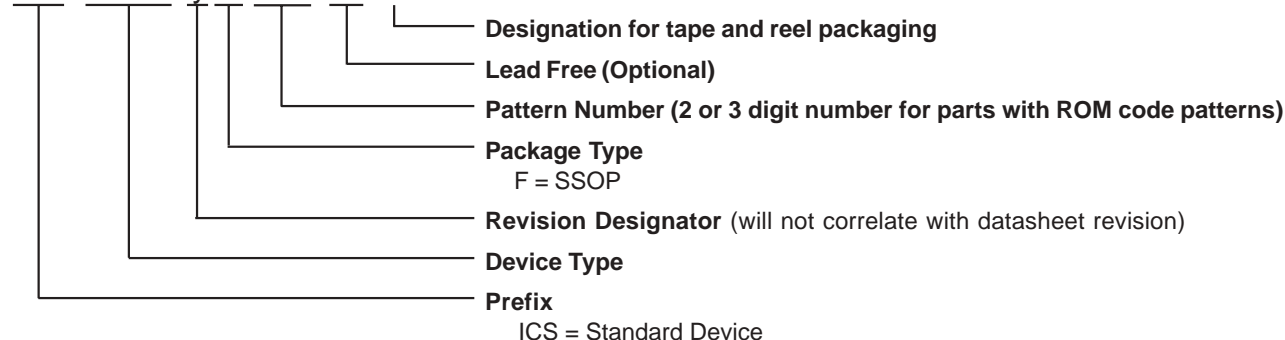 Designation for tape and reel packaging
Lead Free (Optional)
Pattern Number (2 or 3 digit number for parts with ROM code patterns)
Package Type
F = SSOP
Revision Designator (will not correlate with datasheet revision)
Device Type
Prefix
ICS = Standard Device